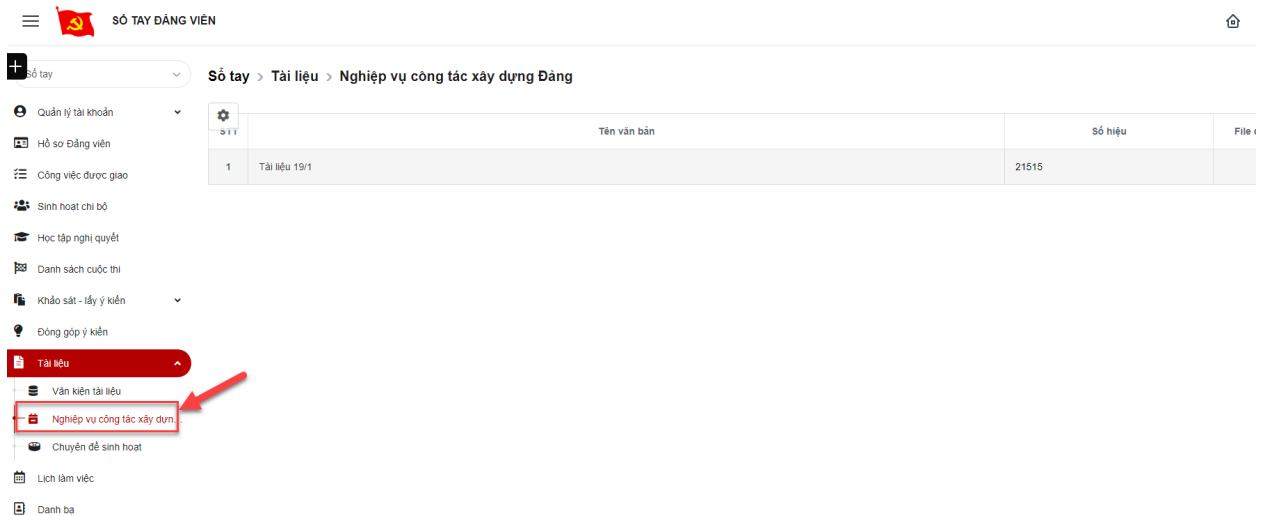 SỔ TAY ĐẢNG VIÊN
Sổ tay
Sổ tay > Tài liệu > Nghiệp vụ công tác xây dựng Đảng
Quản lý tài khoản
Hồ sơ Đảng viên
Công việc được giao
Sinh hoạt chi bộ
Học tập nghị quyết
Danh sách cuộc thi
Khảo sát - lấy ý kiến
Đóng góp ý kiến
Tài liệu
Văn kiện tài liệu
Nghiệp vụ công tác xây dựn...
Chuyên đề sinh hoạt
Lịch làm việc
Danh bạ
STT Tên văn bản Số hiệu File
1 Tài liệu 19/1 21515